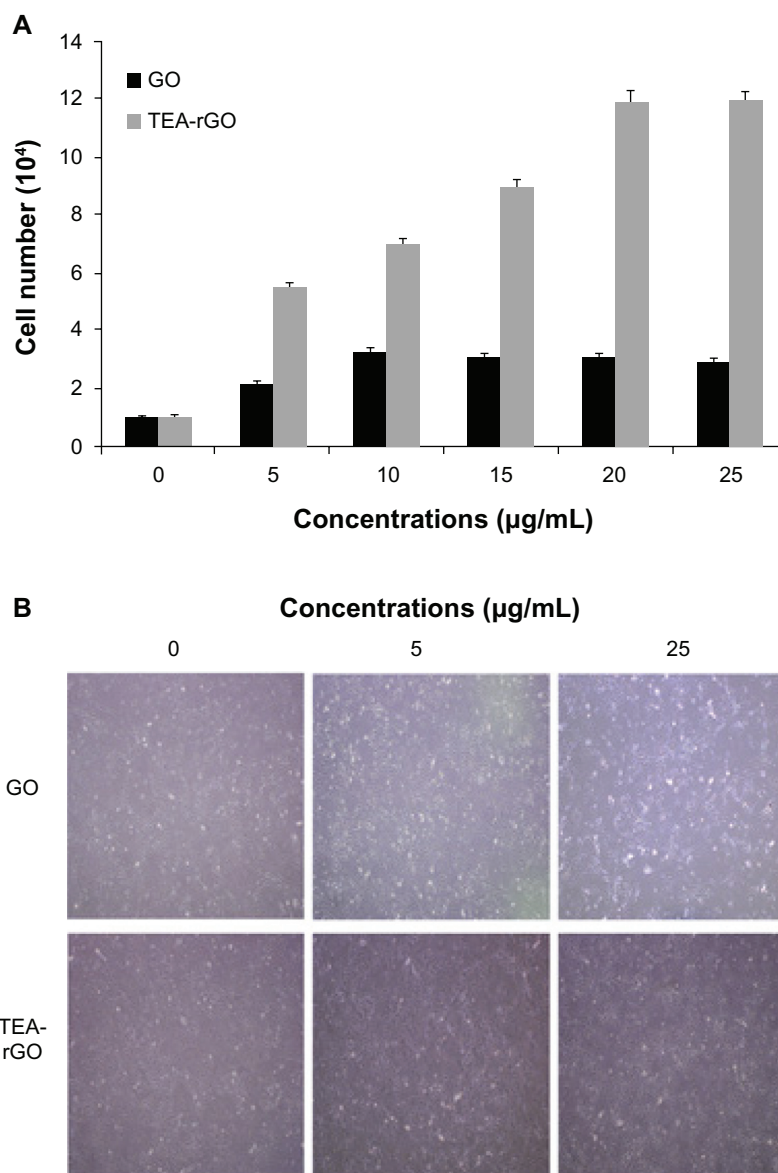 A
14
12
10
8
6
4
2
0
Cell number (10⁴)
GO
TEA-rGO
0 5 10 15 20 25
Concentrations (µg/mL)
B
Concentrations (µg/mL)
0 5 25
GO
TEA-
rGO